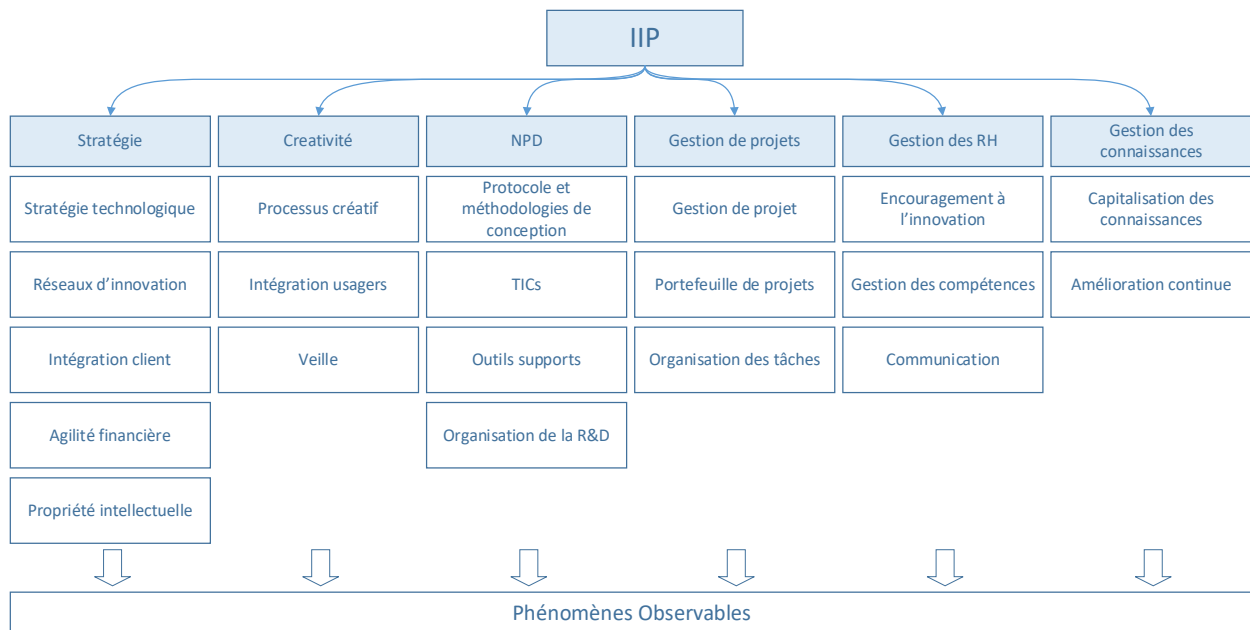 IIP
Stratégie
Creativité
NPD
Gestion de projets
Gestion des RH
Gestion des
connaissances
Stratégie technologique
Processus créatif
Protocole et
méthodologies de
conception
Gestion de projet
Encouragement à
l’innovation
Capitalisation des
connaissances
Réseaux d’innovation
Intégration usagers
TICs
Portefeuille de projets
Gestion des compétences
Amélioration continue
Intégration client
Veille
Outils supports
Organisation des tâches
Communication
Agilité financière
Organisation de la R&D
Propriété intellectuelle
Phénomènes Observables